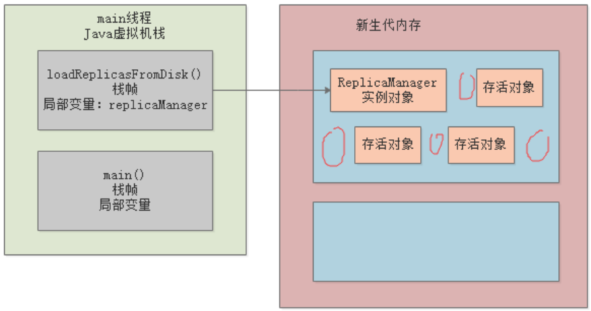 main线程
Java虚拟机栈
loadReplicasFromDisk()
栈帧
局部变量：replicaManager
main()
栈帧
局部变量
新生代内存
ReplicaManager
实例对象
存活对象
存活对象
存活对象